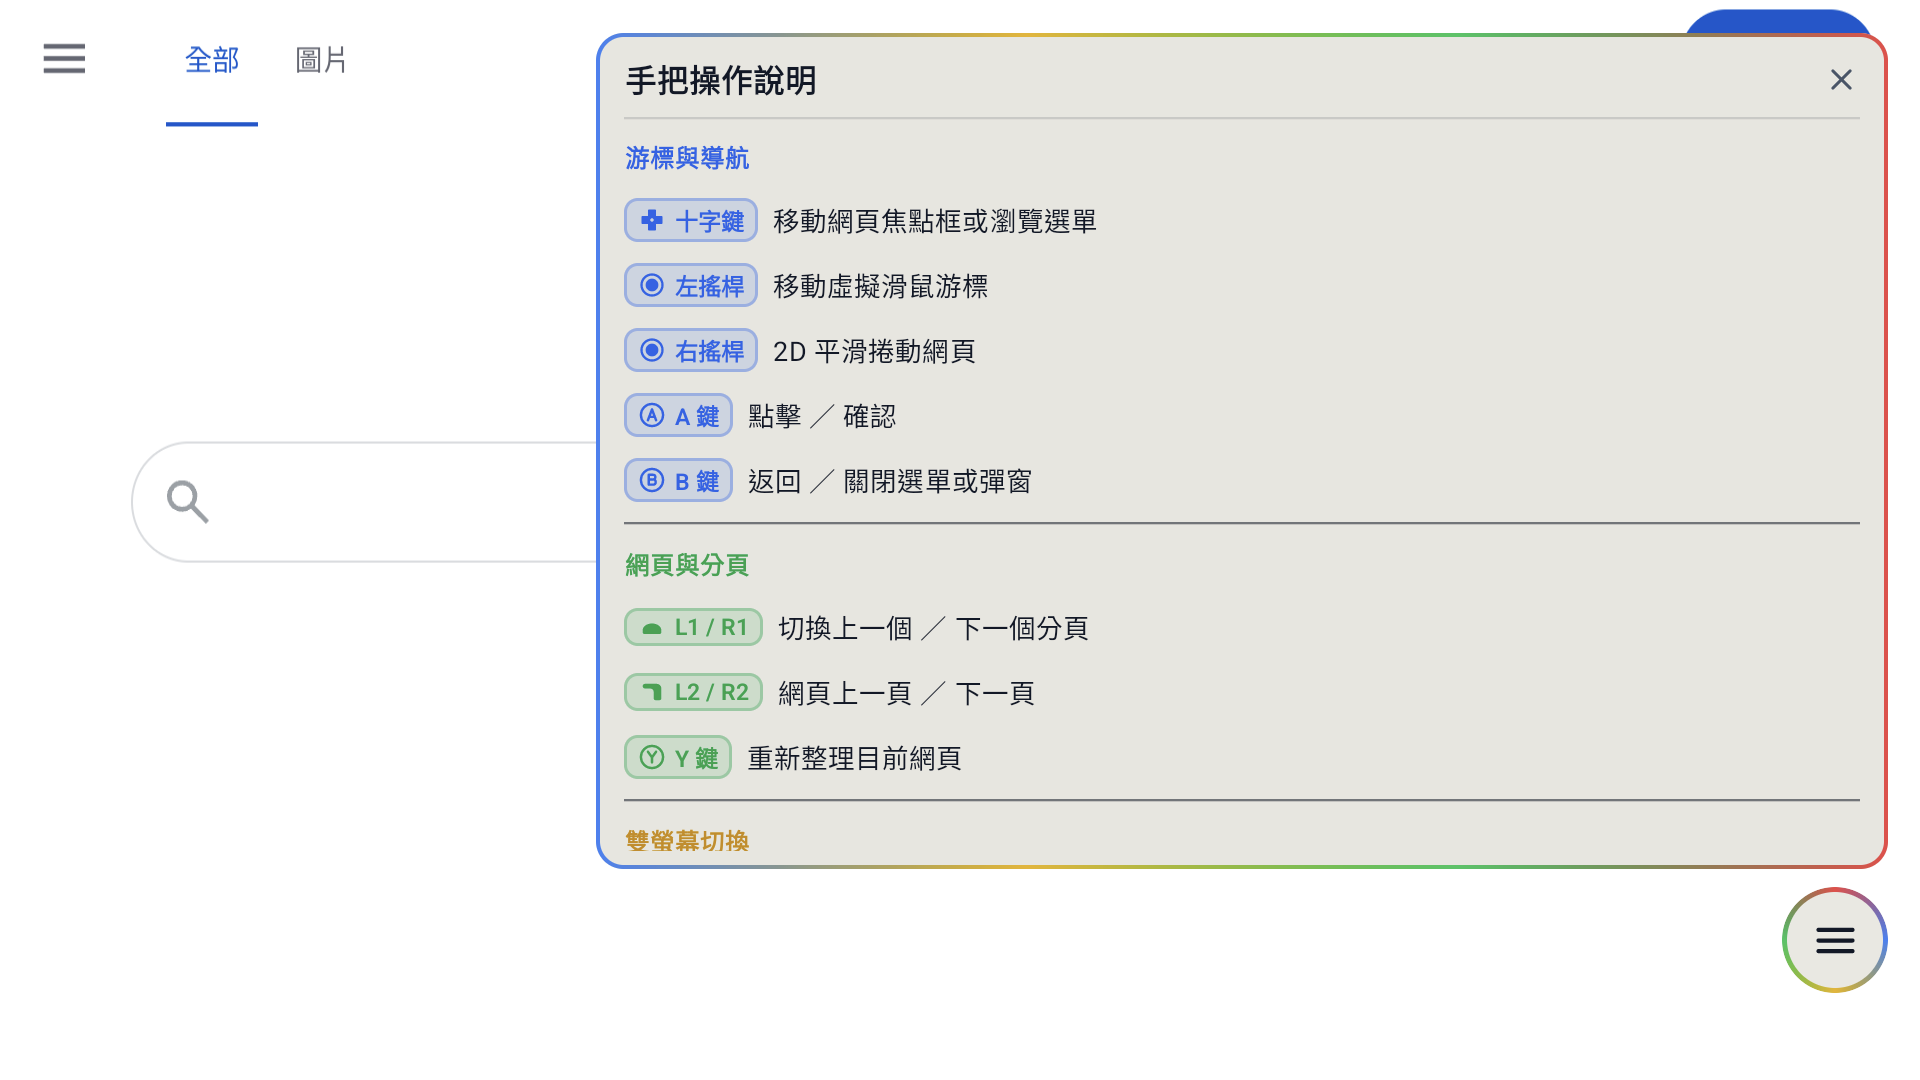 全部
圖片
手把操作說明
游標與導航
十字鍵 移動網頁焦點框或瀏覽選單
左搖桿 移動虛擬滑鼠游標
右搖桿 2D 平滑捲動網頁
A A 鍵 點擊 ／ 確認
B B 鍵 返回 ／ 關閉選單或彈窗
網頁與分頁
L1 / R1 切換上一個 ／ 下一個分頁
L2 / R2 網頁上一頁 ／ 下一頁
Y Y 鍵 重新整理目前網頁
雙螢幕切換